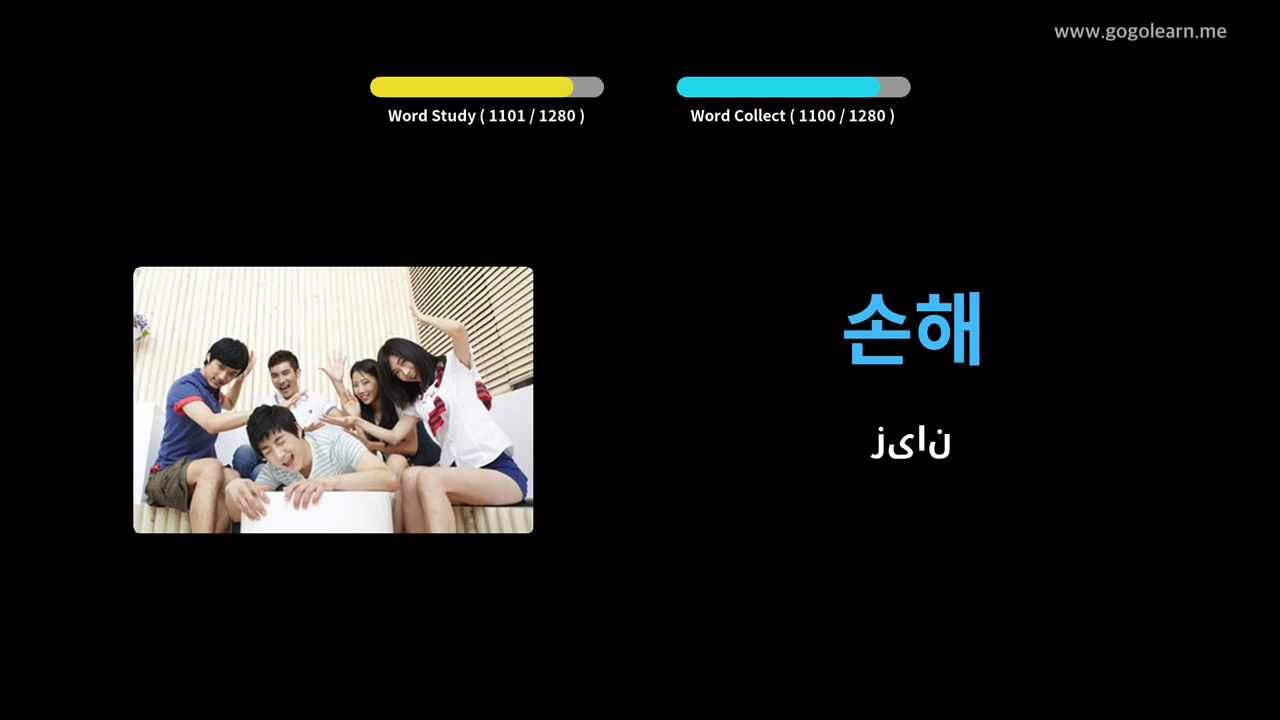 www.gogolearn.me
Word Study ( 1101 / 1280 )
Word Collect ( 1100 / 1280 )
손해
زیان